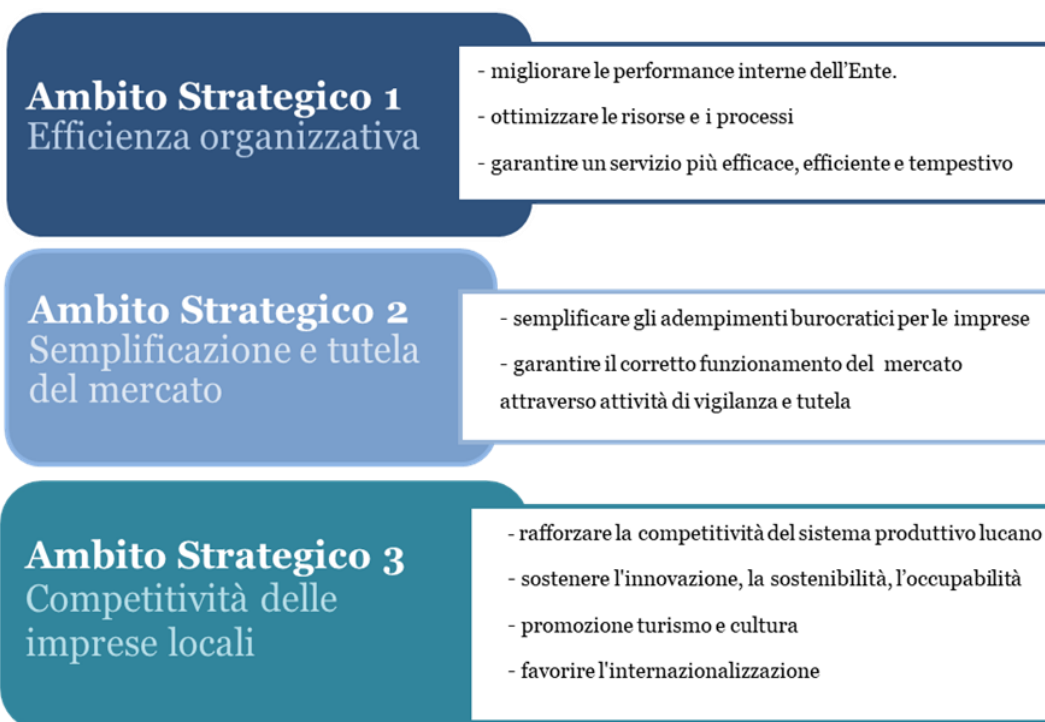 Ambito Strategico 1
Efficienza organizzativa
- migliorare le performance interne dell’Ente.
- ottimizzare le risorse e i processi
- garantire un servizio più efficace, efficiente e tempestivo
Ambito Strategico 2
Semplificazione e tutela
del mercato
- semplificare gli adempimenti burocratici per le imprese
- garantire il corretto funzionamento del mercato
attraverso attività di vigilanza e tutela
Ambito Strategico 3
Competitività delle
imprese locali
- rafforzare la competitività del sistema produttivo lucano
- sostenere l'innovazione, la sostenibilità, l’occupabilità
- promozione turismo e cultura
- favorire l'internazionalizzazione